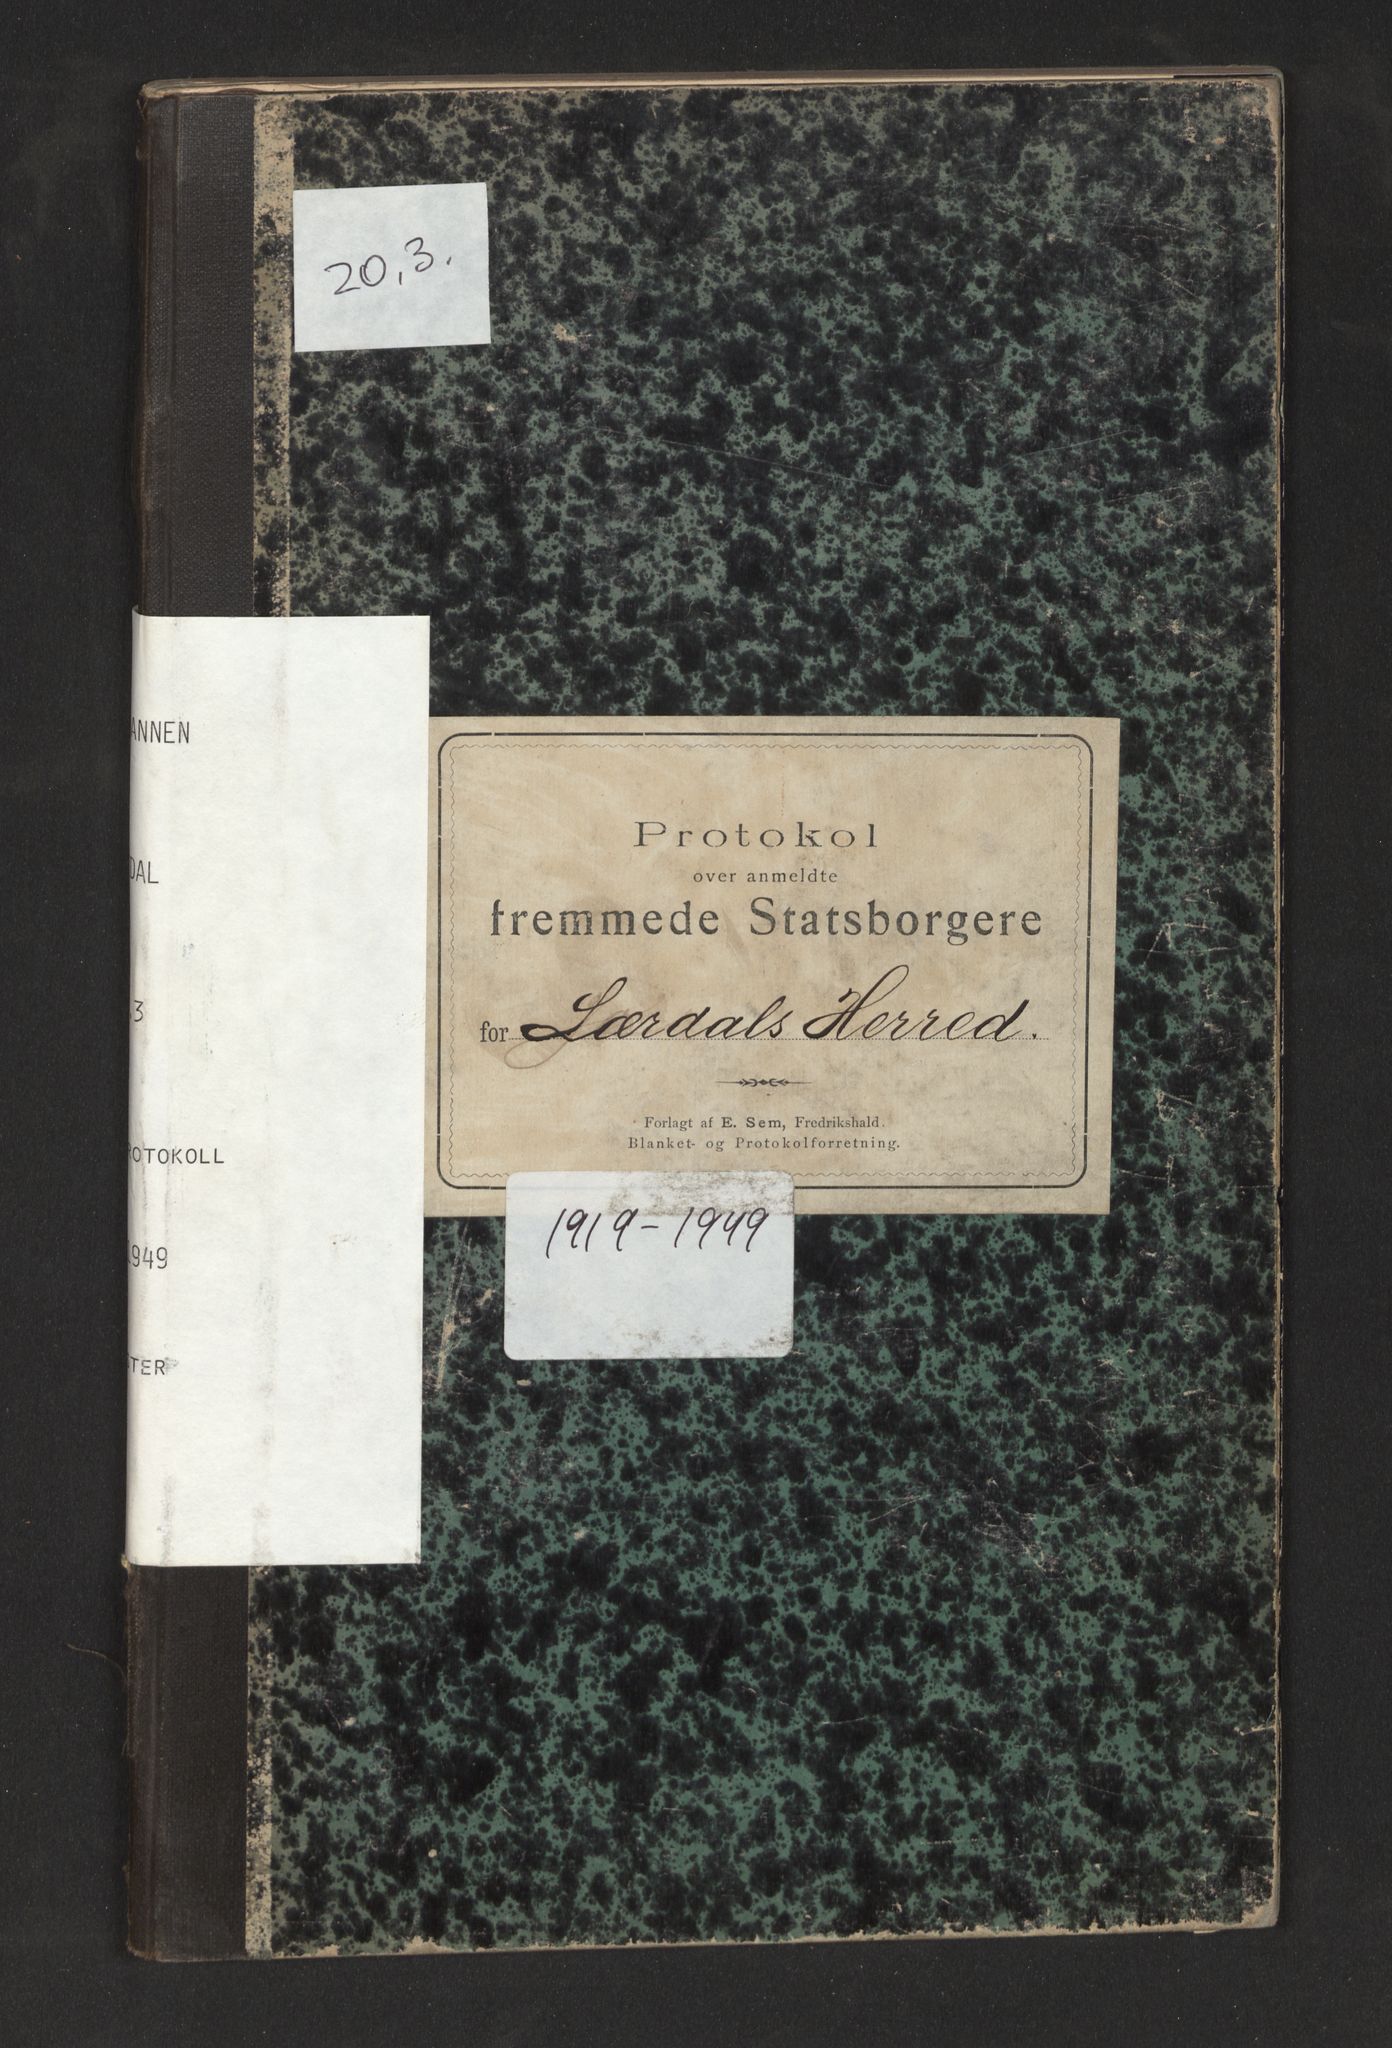 20.3.
ANNEN
DAL
3
ROTOKOLL
1949
TER
Protokol
over anmeldte
fremmede Statsborgere
for Lærdals Herred.
Forlagt af E. Sem, Fredrikshald.
Blanket- og Protokolforretning.
1919-1949